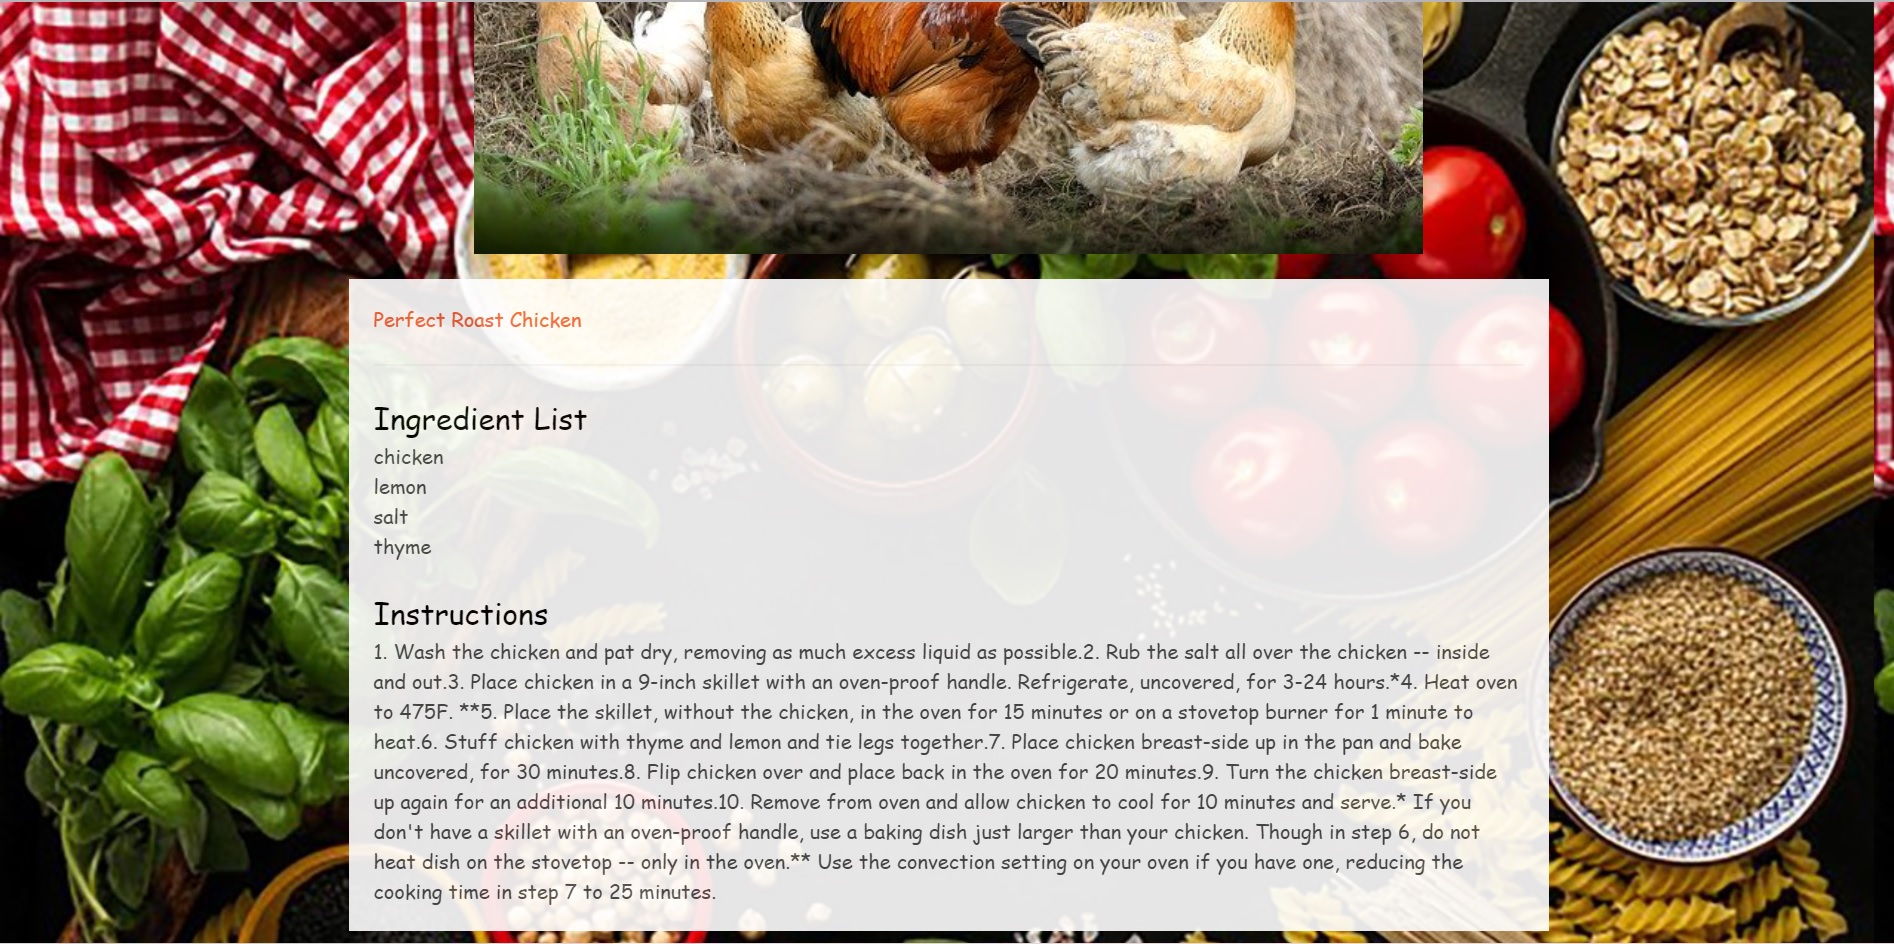 Perfect Roast Chicken
Ingredient List
chicken
lemon
salt
thyme
Instructions
1. Wash the chicken and pat dry, removing as much excess liquid as possible.2. Rub the salt all over the chicken -- inside
and out.3. Place chicken in a 9-inch skillet with an oven-proof handle. Refrigerate, uncovered, for 3-24 hours.*4. Heat oven
to 475F. **5. Place the skillet, without the chicken, in the oven for 15 minutes or on a stovetop burner for 1 minute to
heat.6. Stuff chicken with thyme and lemon and tie legs together.7. Place chicken breast-side up in the pan and bake
uncovered, for 30 minutes.8. Flip chicken over and place back in the oven for 20 minutes.9. Turn the chicken breast-side
up again for an additional 10 minutes.10. Remove from oven and allow chicken to cool for 10 minutes and serve.* If you
don't have a skillet with an oven-proof handle, use a baking dish just larger than your chicken. Though in step 6, do not
heat dish on the stovetop -- only in the oven.** Use the convection setting on your oven if you have one, reducing the
cooking time in step 7 to 25 minutes.